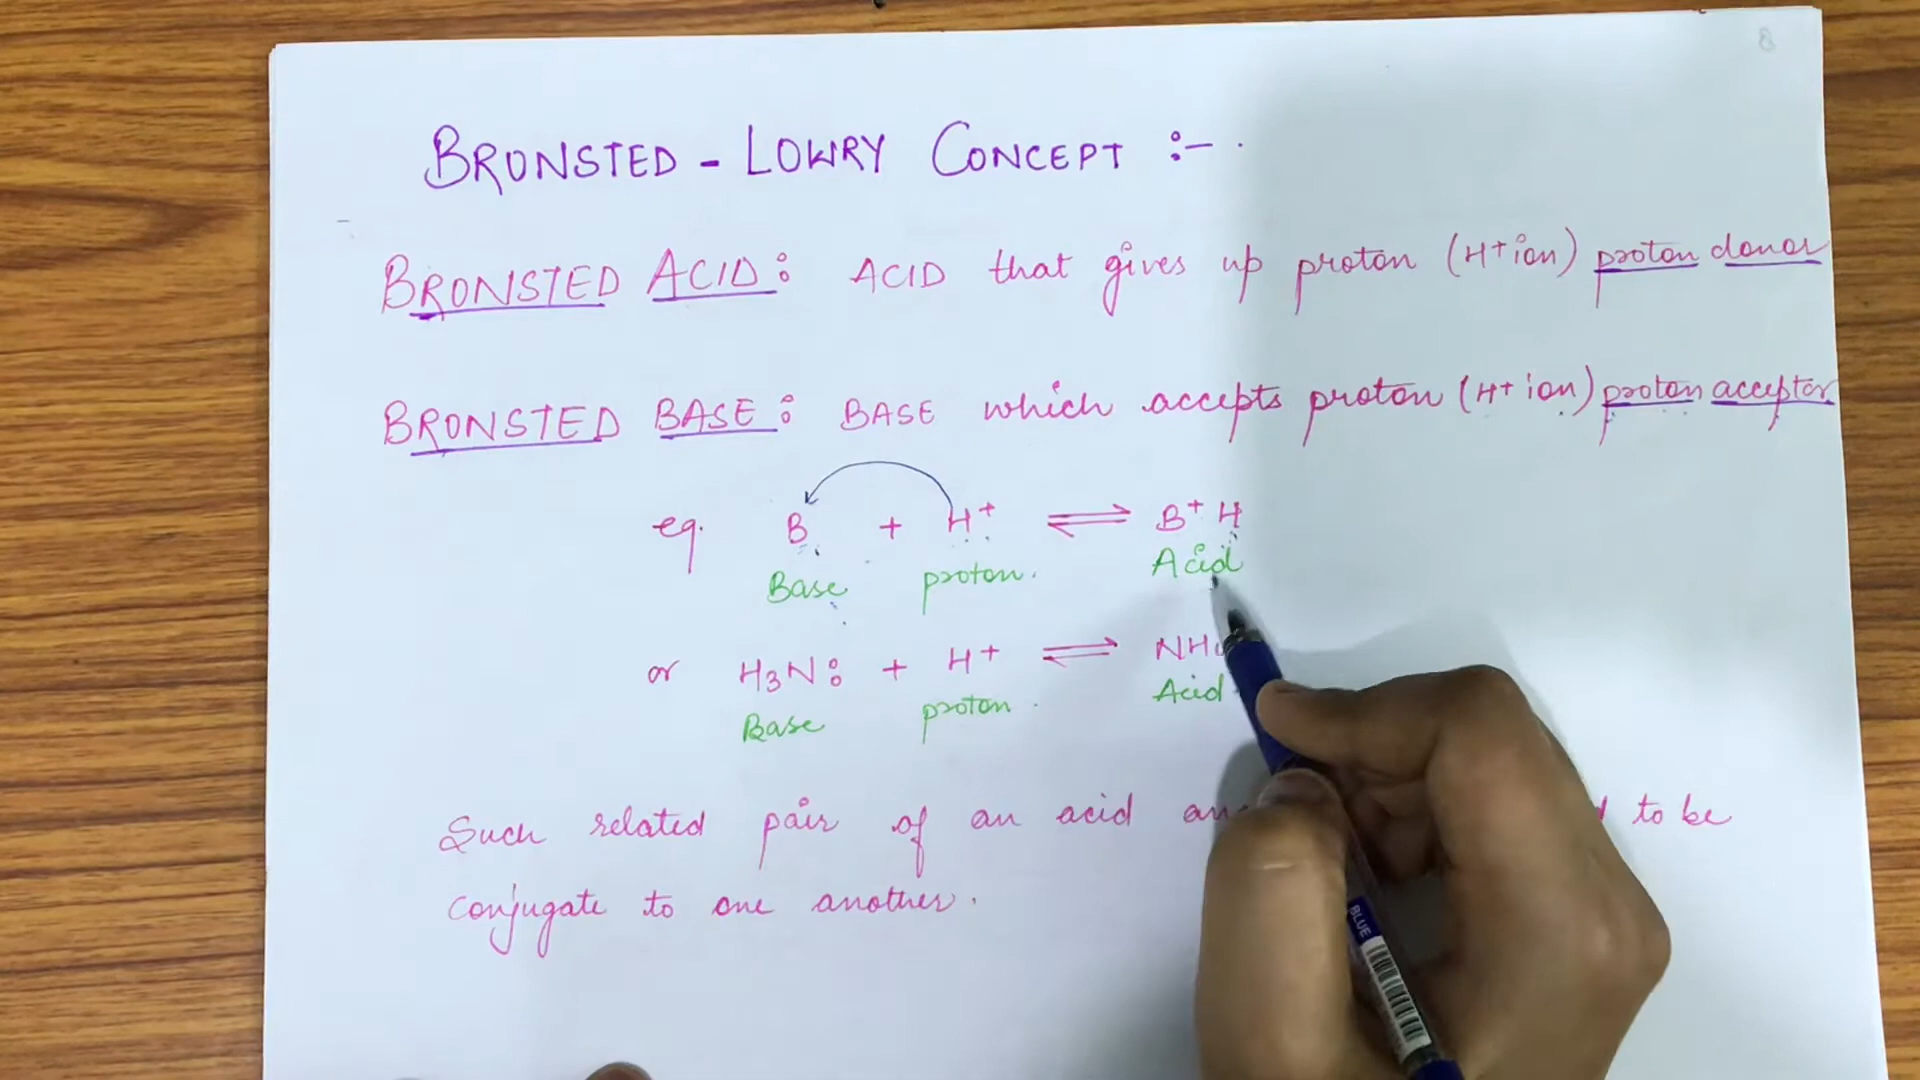 8
BRONSTED - LOWRY CONCEPT :-
BRONSTED ACID: ACID that gives up proton (H+ ion) proton donor
BRONSTED BASE: BASE which accepts proton (H+ ion) proton acceptor
eg. B + H+ ⇌ B+ H
Base proton. Acid
or H3N: + H+ ⇌
Base proton Acid
Such related pair of an acid to be
conjugate to one another.
BLUE